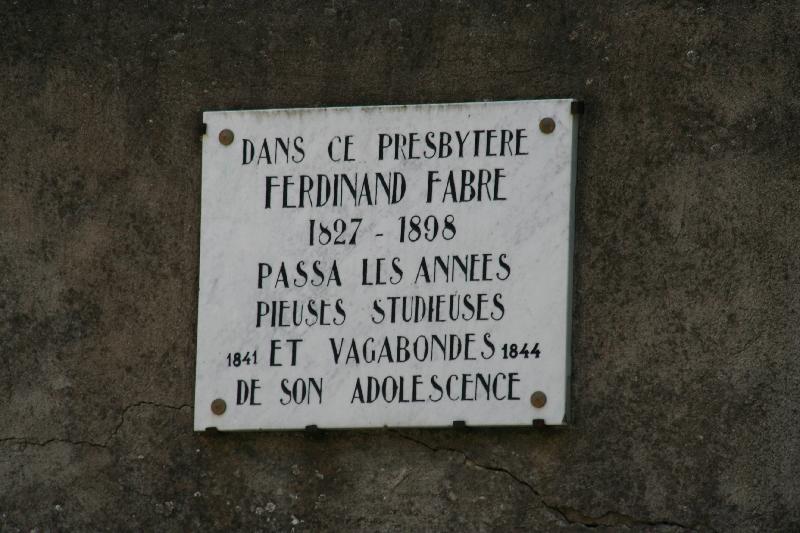 DANS CE PRESBYTERE
FERDINAND FABRE
1827 - 1898
PASSA LES ANNEES
PIEUSES STUDIEUSES
1841 ET VAGABONDES 1844
DE SON ADOLESCENCE